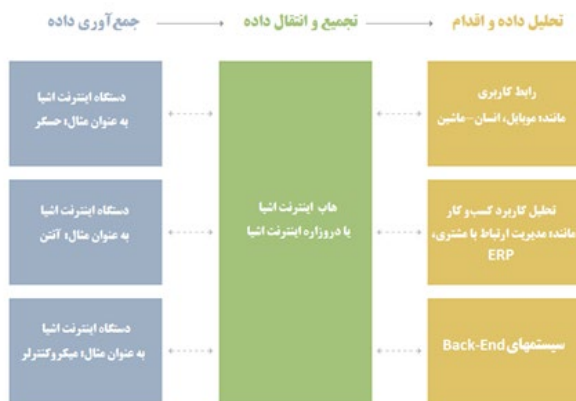 جمع‌آوری داده
تجمیع و انتقال داده
تحلیل داده و اقدام
دستگاه اینترنت اشیا
به عنوان مثال: حسگر
دستگاه اینترنت اشیا
به عنوان مثال: آنتن
دستگاه اینترنت اشیا
به عنوان مثال: میکروکنترلر
هاب اینترنت اشیا
یا دروازاره اینترنت اشیا
رابط کاربری
مانند: موبایل، انسان-ماشین
تحلیل کاربرد کسب‌و کار
مانند: مدیریت ارتباط با مشتری،
ERP
سیستمهای Back-End